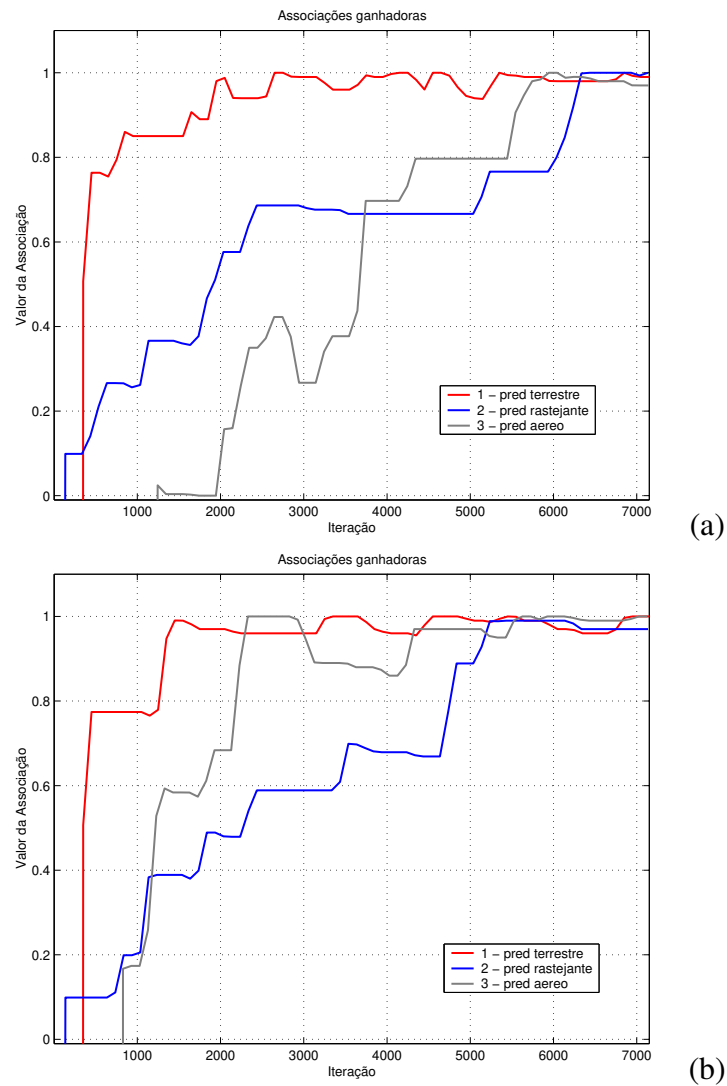 Associações ganhadoras
1
0.8
0.6
0.4
0.2
0
Valor da Associação
1 − pred terrestre
2 − pred rastejante
3 − pred aereo
1000 2000 3000 4000 5000 6000 7000
Iteração
(a)
Associações ganhadoras
1
0.8
0.6
0.4
0.2
0
Valor da Associação
1 − pred terrestre
2 − pred rastejante
3 − pred aereo
1000 2000 3000 4000 5000 6000 7000
Iteração
(b)